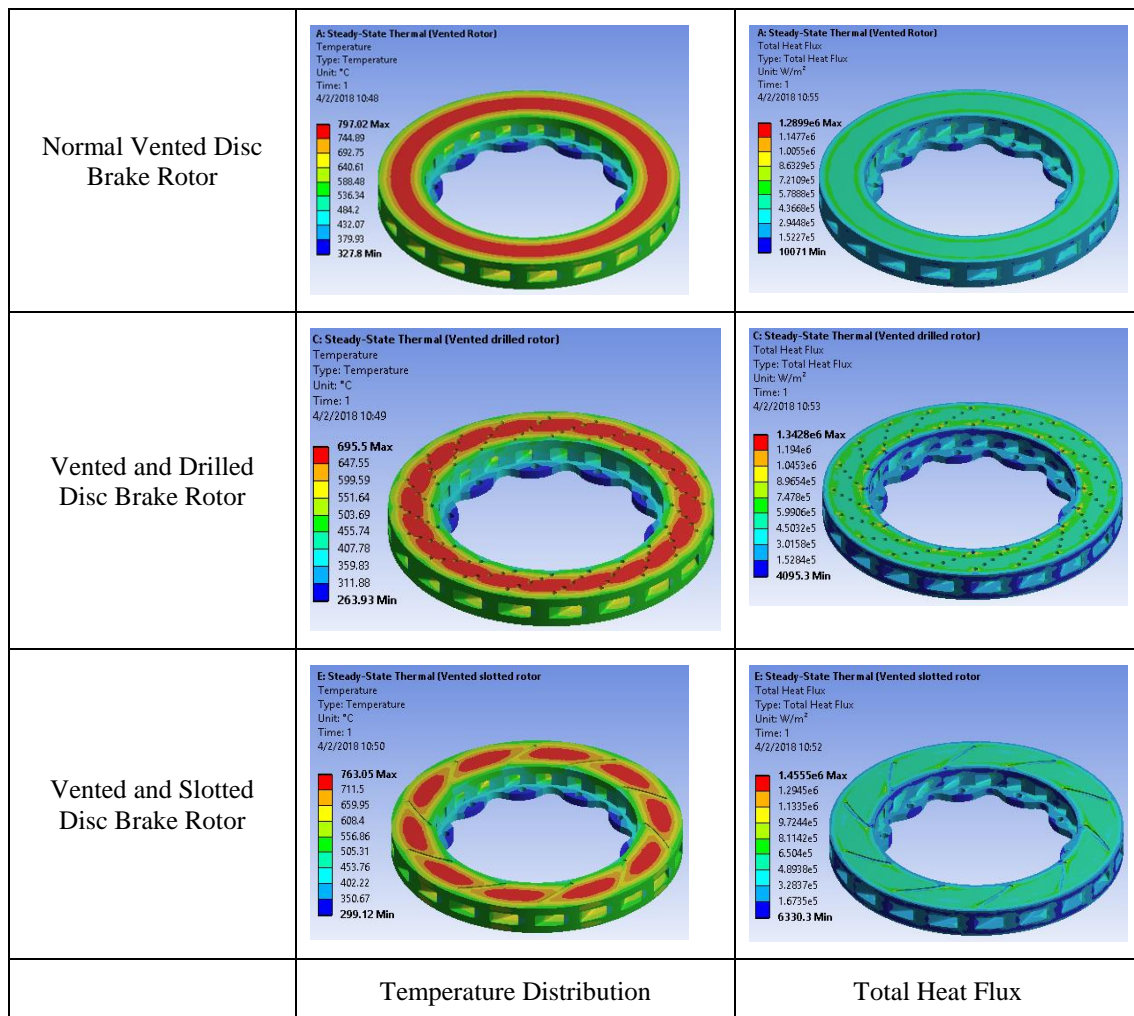 Normal Vented Disc
Brake Rotor
A: Steady-State Thermal (Vented Rotor)
Temperature
Type: Temperature
Unit: °C
Time: 1
4/2/2018 10:48
797.02 Max
744.89
692.75
640.61
588.48
536.34
484.2
432.07
379.93
327.8 Min
A: Steady-State Thermal (Vented Rotor)
Total Heat Flux
Type: Total Heat Flux
Unit: W/m²
Time: 1
4/2/2018 10:55
1.2899e6 Max
1.1477e6
1.0055e6
8.6329e5
7.2109e5
5.7888e5
4.3668e5
2.9448e5
1.5227e5
10071 Min
Vented and Drilled
Disc Brake Rotor
C: Steady-State Thermal (Vented drilled rotor)
Temperature
Type: Temperature
Unit: °C
Time: 1
4/2/2018 10:49
695.5 Max
647.55
599.59
551.64
503.69
455.74
407.78
359.83
311.88
263.93 Min
C: Steady-State Thermal (Vented drilled rotor)
Total Heat Flux
Type: Total Heat Flux
Unit: W/m²
Time: 1
4/2/2018 10:53
1.3428e6 Max
1.194e6
1.0453e6
8.9654e5
7.478e5
5.9906e5
4.5032e5
3.0158e5
1.5284e5
4095.3 Min
Vented and Slotted
Disc Brake Rotor
E: Steady-State Thermal (Vented slotted rotor
Temperature
Type: Temperature
Unit: °C
Time: 1
4/2/2018 10:50
763.05 Max
711.5
659.95
608.4
556.86
505.31
453.76
402.22
350.67
299.12 Min
E: Steady-State Thermal (Vented slotted rotor
Total Heat Flux
Type: Total Heat Flux
Unit: W/m²
Time: 1
4/2/2018 10:52
1.4555e6 Max
1.2945e6
1.1335e6
9.7244e5
8.1142e5
6.504e5
4.8938e5
3.2837e5
1.6735e5
6330.3 Min
Temperature Distribution
Total Heat Flux